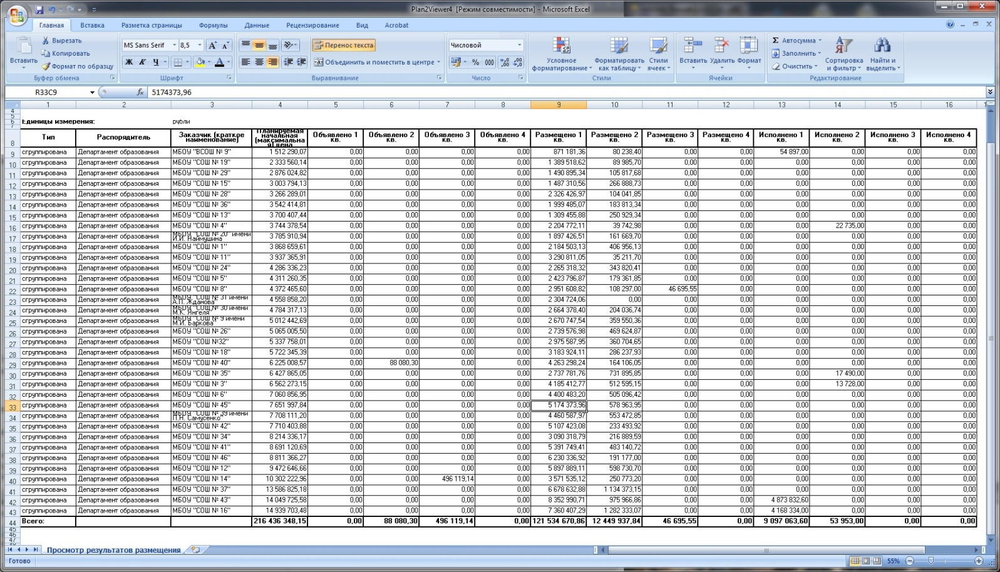 Plan2Viewer4 [Режим совместимости] - Microsoft Excel
Главная Вставка Разметка страницы Формулы Данные Рецензирование Вид Acrobat
Вставить Вырезать Копировать Формат по образцу
Буфер обмена
MS Sans Serif 8,5
Ж К Ч
Шрифт
Перенос текста
Объединить и поместить в центре
Выравнивание
Числовой
% 000
Число
Условное форматирование Форматировать как таблицу Стили ячеек
Стили
Вставить Удалить Формат
Ячейки
Σ Автосумма Заполнить Очистить Сортировка и фильтр Найти и выделить
Редактирование
R33C9 fx 5174373,96
1 2 3 4 5 6 7 8 9 10 11 12 13 14 15 16
4
5
6 Единицы измерения: рубли
7
8 Тип Распорядитель Заказчик (краткое наименование) Планируемая начальная (максимальная) цена Объявлено 1 кв. Объявлено 2 кв. Объявлено 3 кв. Объявлено 4 кв. Размещено 1 кв. Размещено 2 кв. Размещено 3 кв. Размещено 4 кв. Исполнено 1 кв. Исполнено 2 кв. Исполнено 3 кв. Исполнено 4 кв.
9 сгруппирована Департамент образования МБОУ "ВСОШ № 9" 1 512 290,07 0,00 0,00 0,00 0,00 871 181,36 80 238,40 0,00 0,00 54 897,00 0,00 0,00 0,00
10 сгруппирована Департамент образования МБОУ "СОШ № 19" 2 333 560,14 0,00 0,00 0,00 0,00 1 389 518,62 89 985,70 0,00 0,00 0,00 0,00 0,00 0,00
11 сгруппирована Департамент образования МБОУ "СОШ № 29" 2 876 024,82 0,00 0,00 0,00 0,00 1 490 895,34 105 817,68 0,00 0,00 0,00 0,00 0,00 0,00
12 сгруппирована Департамент образования МБОУ "СОШ № 15" 3 003 794,13 0,00 0,00 0,00 0,00 1 487 310,56 266 888,73 0,00 0,00 0,00 0,00 0,00 0,00
13 сгруппирована Департамент образования МБОУ "СОШ № 28" 3 266 289,01 0,00 0,00 0,00 0,00 2 326 426,97 104 041,85 0,00 0,00 0,00 0,00 0,00 0,00
14 сгруппирована Департамент образования МБОУ "СОШ № 36" 3 542 414,81 0,00 0,00 0,00 0,00 1 999 485,07 183 813,34 0,00 0,00 0,00 0,00 0,00 0,00
15 сгруппирована Департамент образования МБОУ "СОШ № 13" 3 700 407,44 0,00 0,00 0,00 0,00 1 309 455,88 250 929,34 0,00 0,00 0,00 0,00 0,00 0,00
16 сгруппирована Департамент образования МБОУ "СОШ № 4" 3 744 378,54 0,00 0,00 0,00 0,00 2 204 772,11 39 742,98 0,00 0,00 0,00 22 735,00 0,00 0,00
17 сгруппирована Департамент образования МБОУ "СОШ № 20" имени И.И. Наймушина 3 785 910,94 0,00 0,00 0,00 0,00 1 897 426,51 161 669,70 0,00 0,00 0,00 0,00 0,00 0,00
18 сгруппирована Департамент образования МБОУ "СОШ № 1" 3 868 659,61 0,00 0,00 0,00 0,00 2 184 503,13 406 956,13 0,00 0,00 0,00 0,00 0,00 0,00
19 сгруппирована Департамент образования МБОУ "СОШ № 11" 3 937 365,91 0,00 0,00 0,00 0,00 3 290 811,05 35 211,70 0,00 0,00 0,00 0,00 0,00 0,00
20 сгруппирована Департамент образования МБОУ "СОШ № 24" 4 286 336,23 0,00 0,00 0,00 0,00 2 265 318,32 343 820,41 0,00 0,00 0,00 0,00 0,00 0,00
21 сгруппирована Департамент образования МБОУ "СОШ № 5" 4 311 260,35 0,00 0,00 0,00 0,00 2 423 796,87 179 361,85 0,00 0,00 0,00 0,00 0,00 0,00
22 сгруппирована Департамент образования МБОУ "СОШ № 8" 4 372 465,60 0,00 0,00 0,00 0,00 2 951 608,82 108 297,00 46 695,55 0,00 0,00 0,00 0,00 0,00
23 сгруппирована Департамент образования МБОУ "СОШ № 31 имени А.П. Жданова" 4 558 858,20 0,00 0,00 0,00 0,00 2 304 724,06 0,00 0,00 0,00 0,00 0,00 0,00 0,00
24 сгруппирована Департамент образования МБОУ "СОШ № 30 имени М.К. Янгеля" 4 784 317,13 0,00 0,00 0,00 0,00 2 664 378,40 204 036,74 0,00 0,00 0,00 0,00 0,00 0,00
25 сгруппирована Департамент образования МБОУ "СОШ № 9 имени М.И. Баркова" 5 012 442,69 0,00 0,00 0,00 0,00 2 670 747,54 359 550,36 0,00 0,00 0,00 0,00 0,00 0,00
26 сгруппирована Департамент образования МБОУ "СОШ № 26" 5 065 005,50 0,00 0,00 0,00 0,00 2 739 576,98 469 624,87 0,00 0,00 0,00 0,00 0,00 0,00
27 сгруппирована Департамент образования МБОУ "СОШ №32" 5 337 758,01 0,00 0,00 0,00 0,00 2 975 587,95 360 704,65 0,00 0,00 0,00 0,00 0,00 0,00
28 сгруппирована Департамент образования МБОУ "СОШ № 18" 5 722 345,39 0,00 0,00 0,00 0,00 3 183 924,11 286 237,93 0,00 0,00 0,00 0,00 0,00 0,00
29 сгруппирована Департамент образования МБОУ "СОШ № 40" 6 225 008,57 0,00 88 080,30 0,00 0,00 4 263 298,24 164 106,05 0,00 0,00 0,00 0,00 0,00 0,00
30 сгруппирована Департамент образования МБОУ "СОШ № 35" 6 427 865,05 0,00 0,00 0,00 0,00 2 737 781,76 731 895,85 0,00 0,00 0,00 17 490,00 0,00 0,00
31 сгруппирована Департамент образования МБОУ "СОШ № 3" 6 562 273,15 0,00 0,00 0,00 0,00 4 185 412,77 512 595,15 0,00 0,00 0,00 13 728,00 0,00 0,00
32 сгруппирована Департамент образования МБОУ "СОШ № 6" 7 060 856,95 0,00 0,00 0,00 0,00 4 400 483,20 505 096,42 0,00 0,00 0,00 0,00 0,00 0,00
33 сгруппирована Департамент образования МБОУ "СОШ № 45" 7 651 997,84 0,00 0,00 0,00 0,00 5 174 373,96 578 963,95 0,00 0,00 0,00 0,00 0,00 0,00
34 сгруппирована Департамент образования МБОУ "СОШ № 39 имени П.Н. Самусенко" 7 708 111,20 0,00 0,00 0,00 0,00 4 460 587,97 553 472,85 0,00 0,00 0,00 0,00 0,00 0,00
35 сгруппирована Департамент образования МБОУ "СОШ № 42" 7 710 403,88 0,00 0,00 0,00 0,00 5 107 423,08 233 493,92 0,00 0,00 0,00 0,00 0,00 0,00
36 сгруппирована Департамент образования МБОУ "СОШ № 34" 8 214 336,17 0,00 0,00 0,00 0,00 3 090 318,79 216 889,59 0,00 0,00 0,00 0,00 0,00 0,00
37 сгруппирована Департамент образования МБОУ "СОШ № 41" 8 691 120,69 0,00 0,00 0,00 0,00 5 391 749,41 483 140,72 0,00 0,00 0,00 0,00 0,00 0,00
38 сгруппирована Департамент образования МБОУ "СОШ № 46" 8 811 366,27 0,00 0,00 0,00 0,00 6 230 336,92 191 177,00 0,00 0,00 0,00 0,00 0,00 0,00
39 сгруппирована Департамент образования МБОУ "СОШ № 12" 9 472 646,66 0,00 0,00 0,00 0,00 5 897 889,11 598 730,70 0,00 0,00 0,00 0,00 0,00 0,00
40 сгруппирована Департамент образования МБОУ "СОШ № 14" 10 302 222,96 0,00 0,00 496 119,14 0,00 3 571 535,12 250 773,20 0,00 0,00 0,00 0,00 0,00 0,00
41 сгруппирована Департамент образования МБОУ "СОШ № 37" 13 586 825,18 0,00 0,00 0,00 0,00 6 678 632,88 1 134 373,15 0,00 0,00 0,00 0,00 0,00 0,00
42 сгруппирована Департамент образования МБОУ "СОШ № 43" 14 049 725,58 0,00 0,00 0,00 0,00 8 352 990,71 975 966,86 0,00 0,00 4 873 832,60 0,00 0,00 0,00
43 сгруппирована Департамент образования МБОУ "СОШ № 16" 14 939 703,48 0,00 0,00 0,00 0,00 7 360 407,29 1 282 333,07 0,00 0,00 4 168 334,00 0,00 0,00 0,00
44 Всего: 216 436 348,15 0,00 88 080,30 496 119,14 0,00 121 534 670,86 12 449 937,84 46 695,55 0,00 9 097 063,60 53 953,00 0,00 0,00
45
46
47
Просмотр результатов размещения
Готово 55%